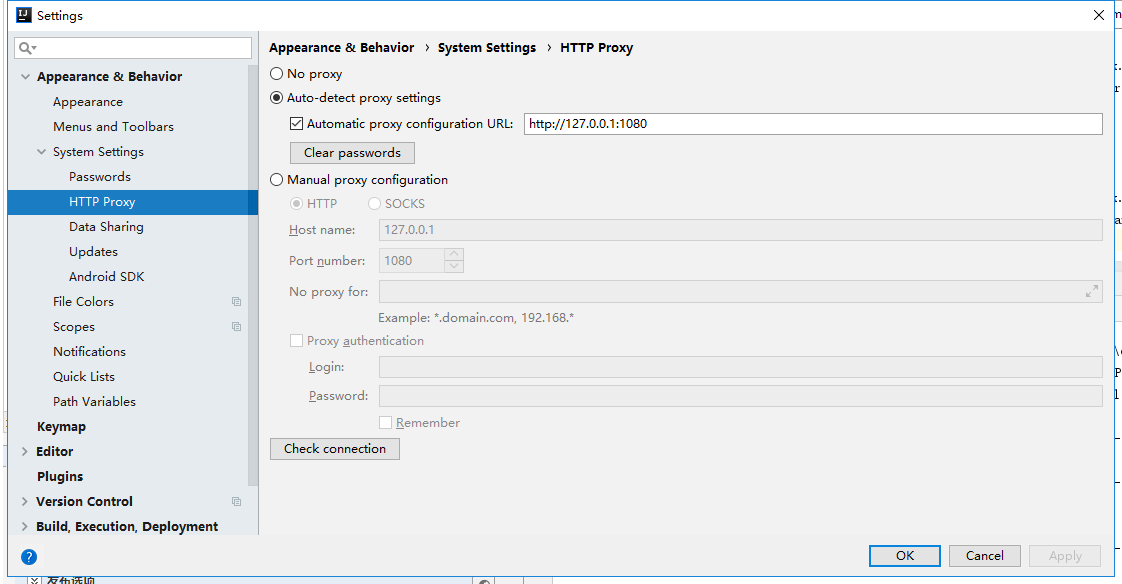 Settings
Appearance & Behavior
Appearance
Menus and Toolbars
System Settings
Passwords
HTTP Proxy
Data Sharing
Updates
Android SDK
File Colors
Scopes
Notifications
Quick Lists
Path Variables
Keymap
Editor
Plugins
Version Control
Build, Execution, Deployment
Appearance & Behavior › System Settings › HTTP Proxy
No proxy
Auto-detect proxy settings
Automatic proxy configuration URL: http://127.0.0.1:1080
Clear passwords
Manual proxy configuration
HTTP SOCKS
Host name: 127.0.0.1
Port number: 1080
No proxy for:
Example: *.domain.com, 192.168.*
Proxy authentication
Login:
Password:
Remember
Check connection
? OK Cancel Apply